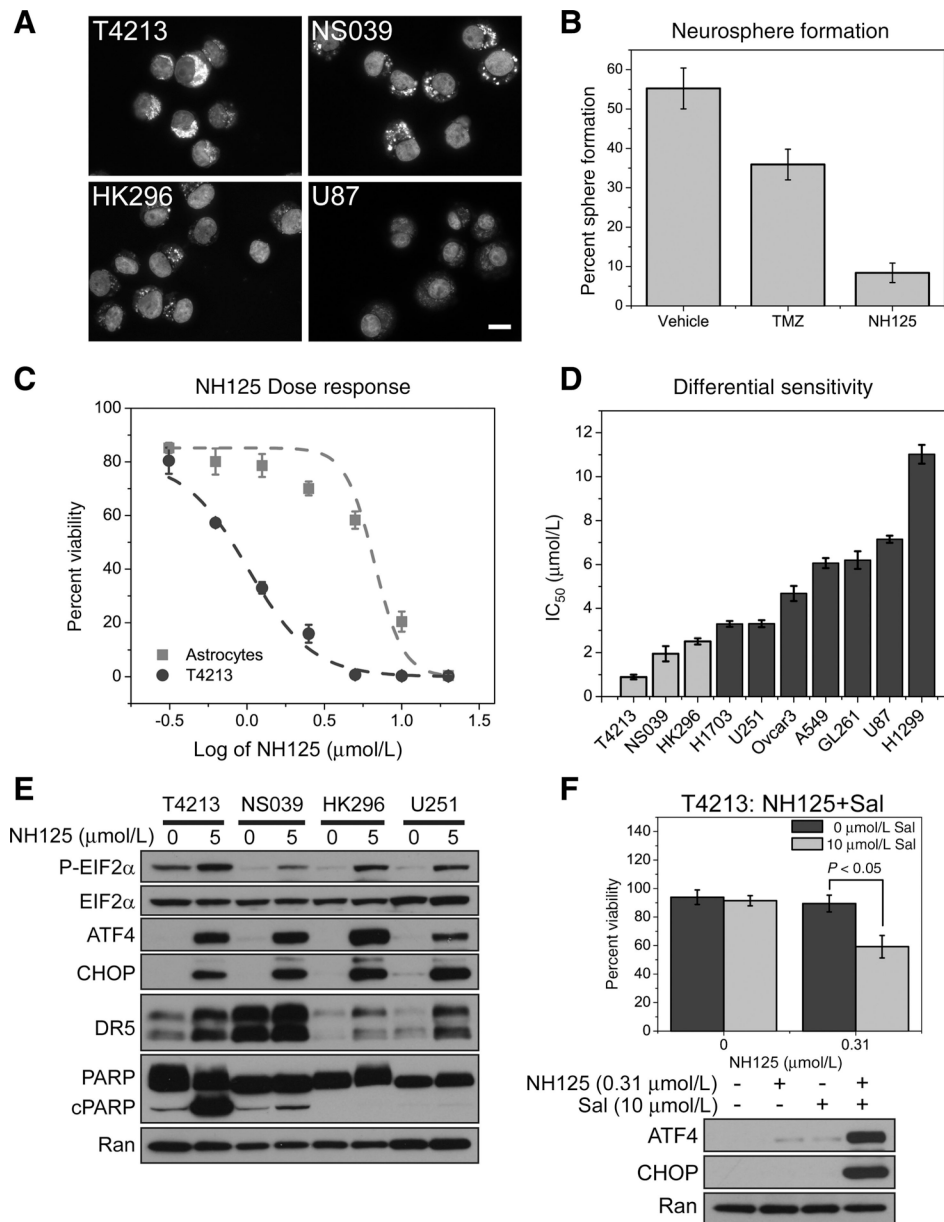 A
T4213
NS039
HK296
U87
B
Neurosphere formation
Percent sphere formation
60
50
40
30
20
10
0
Vehicle
TMZ
NH125
C
NH125 Dose response
Percent viability
100
80
60
40
20
0
Astrocytes
T4213
-0.5
0.0
0.5
1.0
1.5
Log of NH125 (μmol/L)
D
Differential sensitivity
IC50 (μmol/L)
12
10
8
6
4
2
0
T4213
NS039
HK296
H1703
U251
Ovcar3
A549
GL261
U87
H1299
E
T4213 NS039 HK296 U251
NH125 (μmol/L) 0 5 0 5 0 5 0 5
P-EIF2α
EIF2α
ATF4
CHOP
DR5
PARP
cPARP
Ran
F
T4213: NH125+Sal
0 μmol/L Sal
10 μmol/L Sal
P < 0.05
Percent viability
140
120
100
80
60
40
20
0
0
0.31
NH125 (μmol/L)
NH125 (0.31 μmol/L) - + - +
Sal (10 μmol/L) - - + +
ATF4
CHOP
Ran